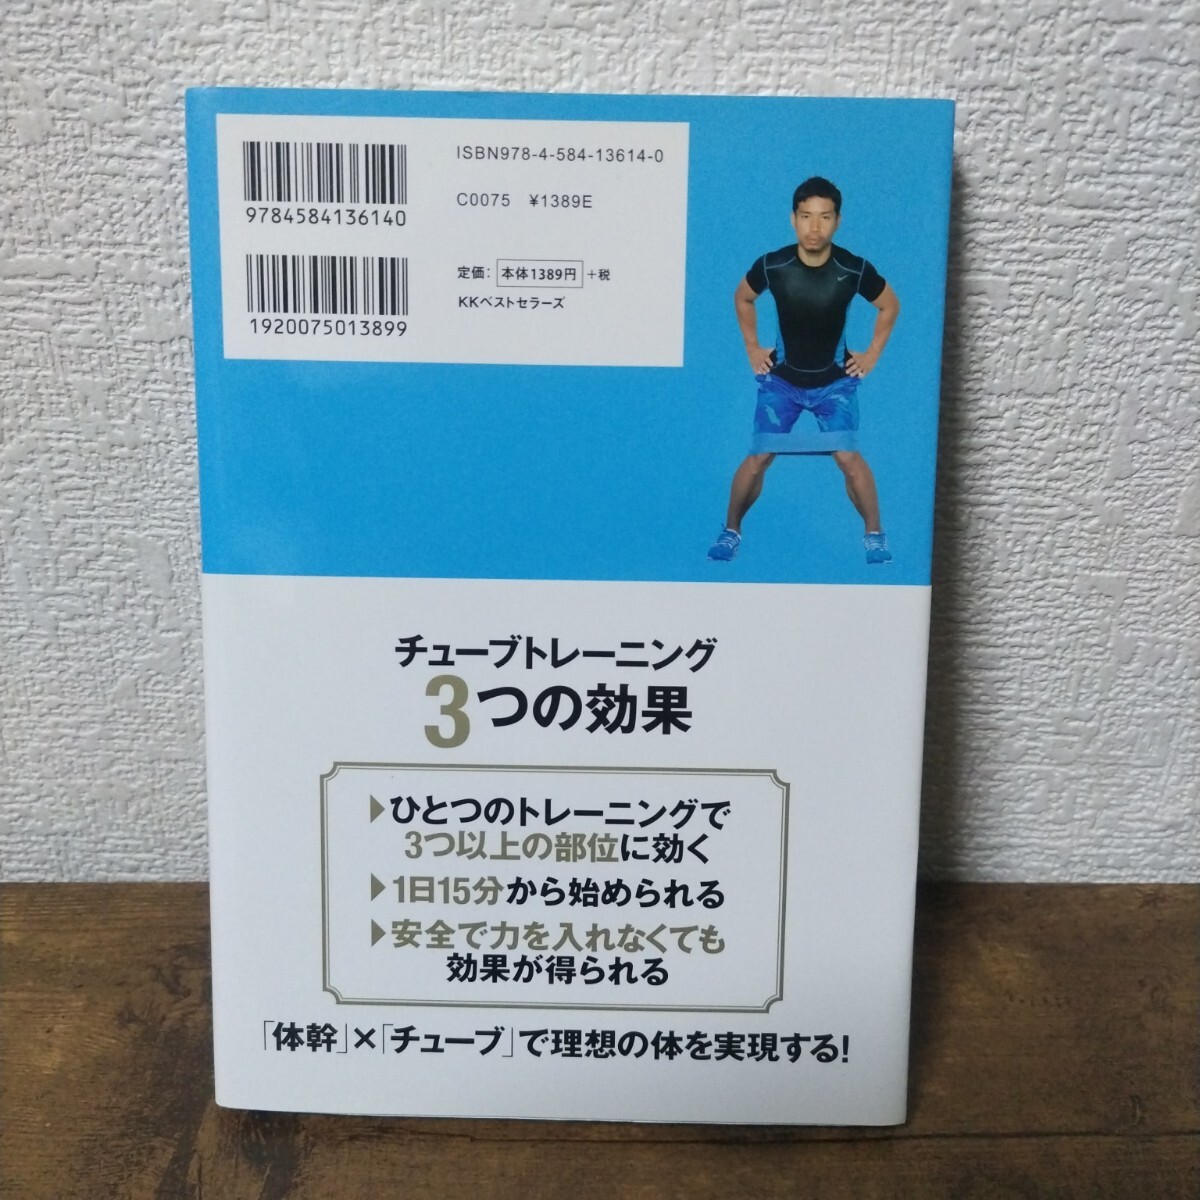 ISBN978-4-584-13614-0
9784584136140
C0075 ¥1389E
定価: 本体1389円 +税
KKベストセラーズ
1920075013899
チューブトレーニング
3つの効果
ひとつのトレーニングで
3つ以上の部位に効く
1日15分から始められる
安全で力を入れなくても
効果が得られる
「体幹」×「チューブ」で理想の体を実現する!